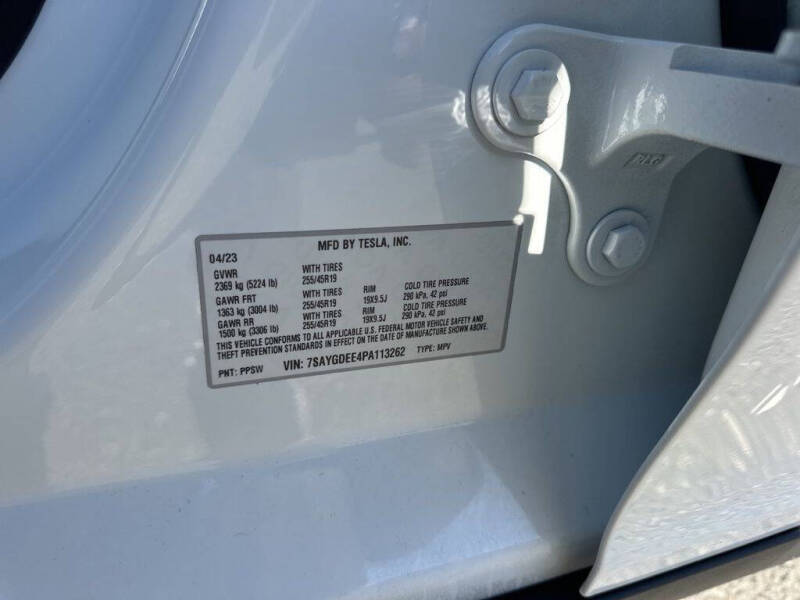 MFD BY TESLA, INC.
04/23
GVWR WITH TIRES
2369 kg (5224 lb) 255/45R19
GAWR FRT WITH TIRES RIM COLD TIRE PRESSURE
1363 kg (3004 lb) 255/45R19 19X9.5J 290 kPa, 42 psi
GAWR RR WITH TIRES RIM COLD TIRE PRESSURE
1500 kg (3306 lb) 255/45R19 19X9.5J 290 kPa, 42 psi
THIS VEHICLE CONFORMS TO ALL APPLICABLE U.S. FEDERAL MOTOR VEHICLE SAFETY AND
THEFT PREVENTION STANDARDS IN EFFECT ON THE DATE OF MANUFACTURE SHOWN ABOVE.
PNT: PPSW VIN: 7SAYGDEE4PA113262 TYPE: MPV